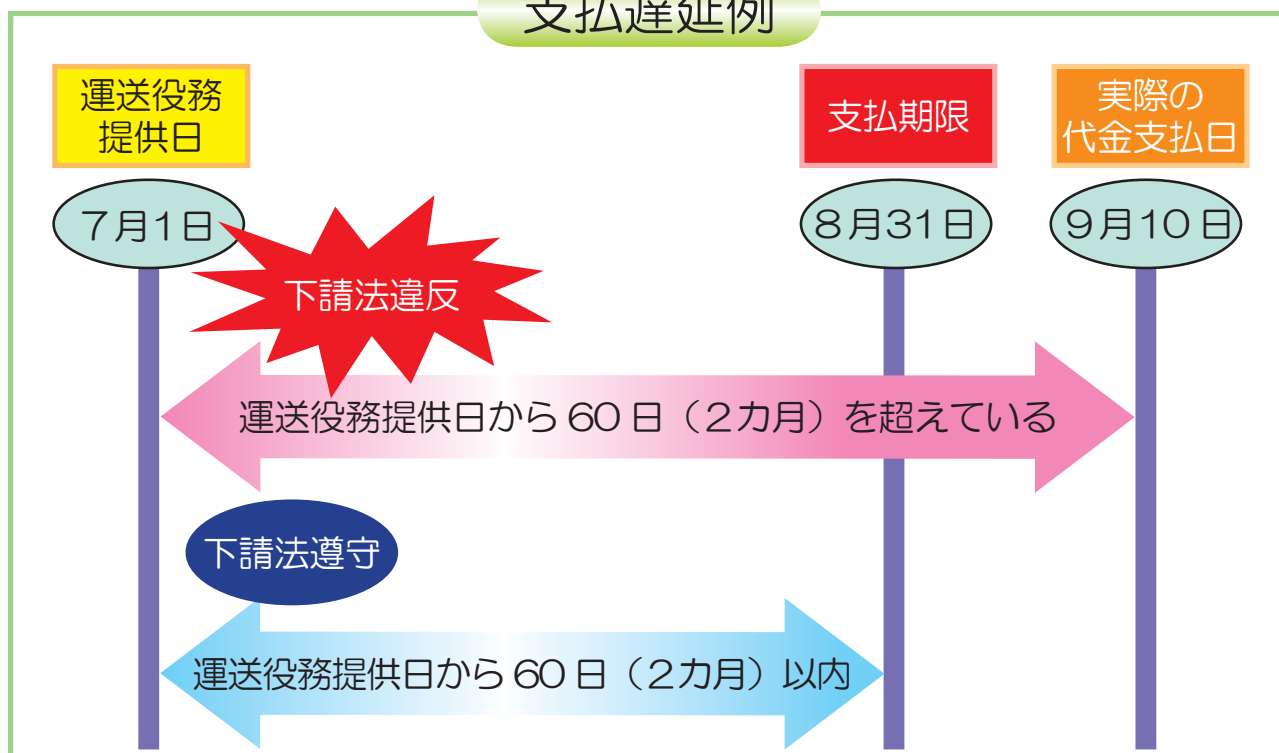 支払遅延例
運送役務
提供日
支払期限
実際の
代金支払日
7月1日
8月31日
9月10日
下請法違反
運送役務提供日から60日（2カ月）を超えている
下請法遵守
運送役務提供日から60日（2カ月）以内